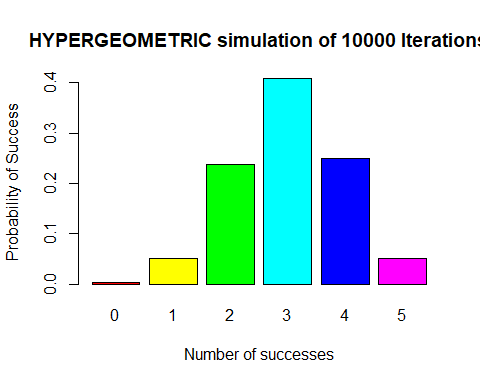 HYPERGEOMETRIC simulation of 10000 Iterations
Probability of Success
0.4
0.3
0.2
0.1
0.0
0 1 2 3 4 5
Number of successes